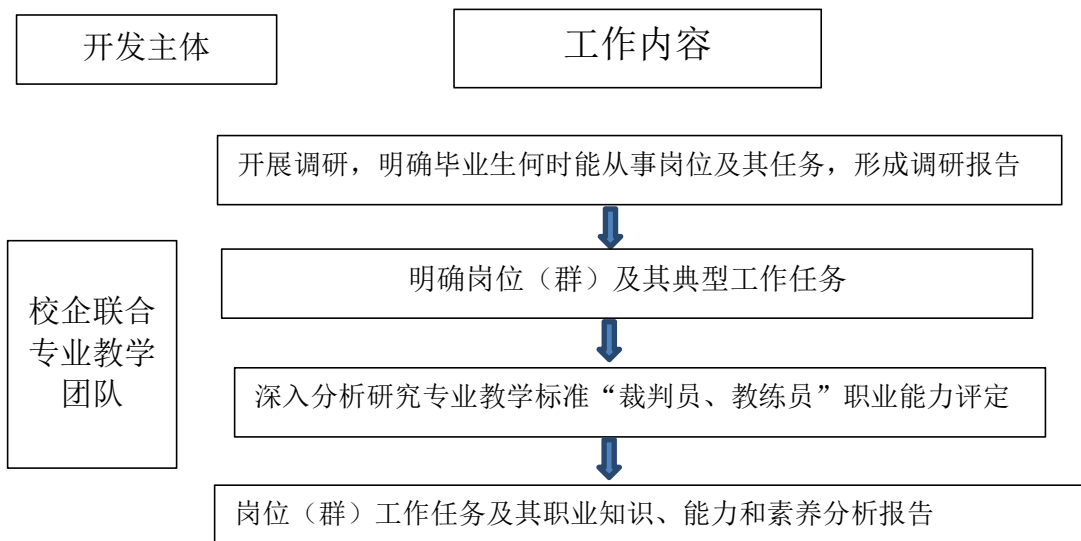 开发主体
工作内容
开展调研，明确毕业生何时能从事岗位及其任务，形成调研报告
明确岗位（群）及其典型工作任务
校企联合
专业教学
团队
深入分析研究专业教学标准“裁判员、教练员”职业能力评定
岗位（群）工作任务及其职业知识、能力和素养分析报告